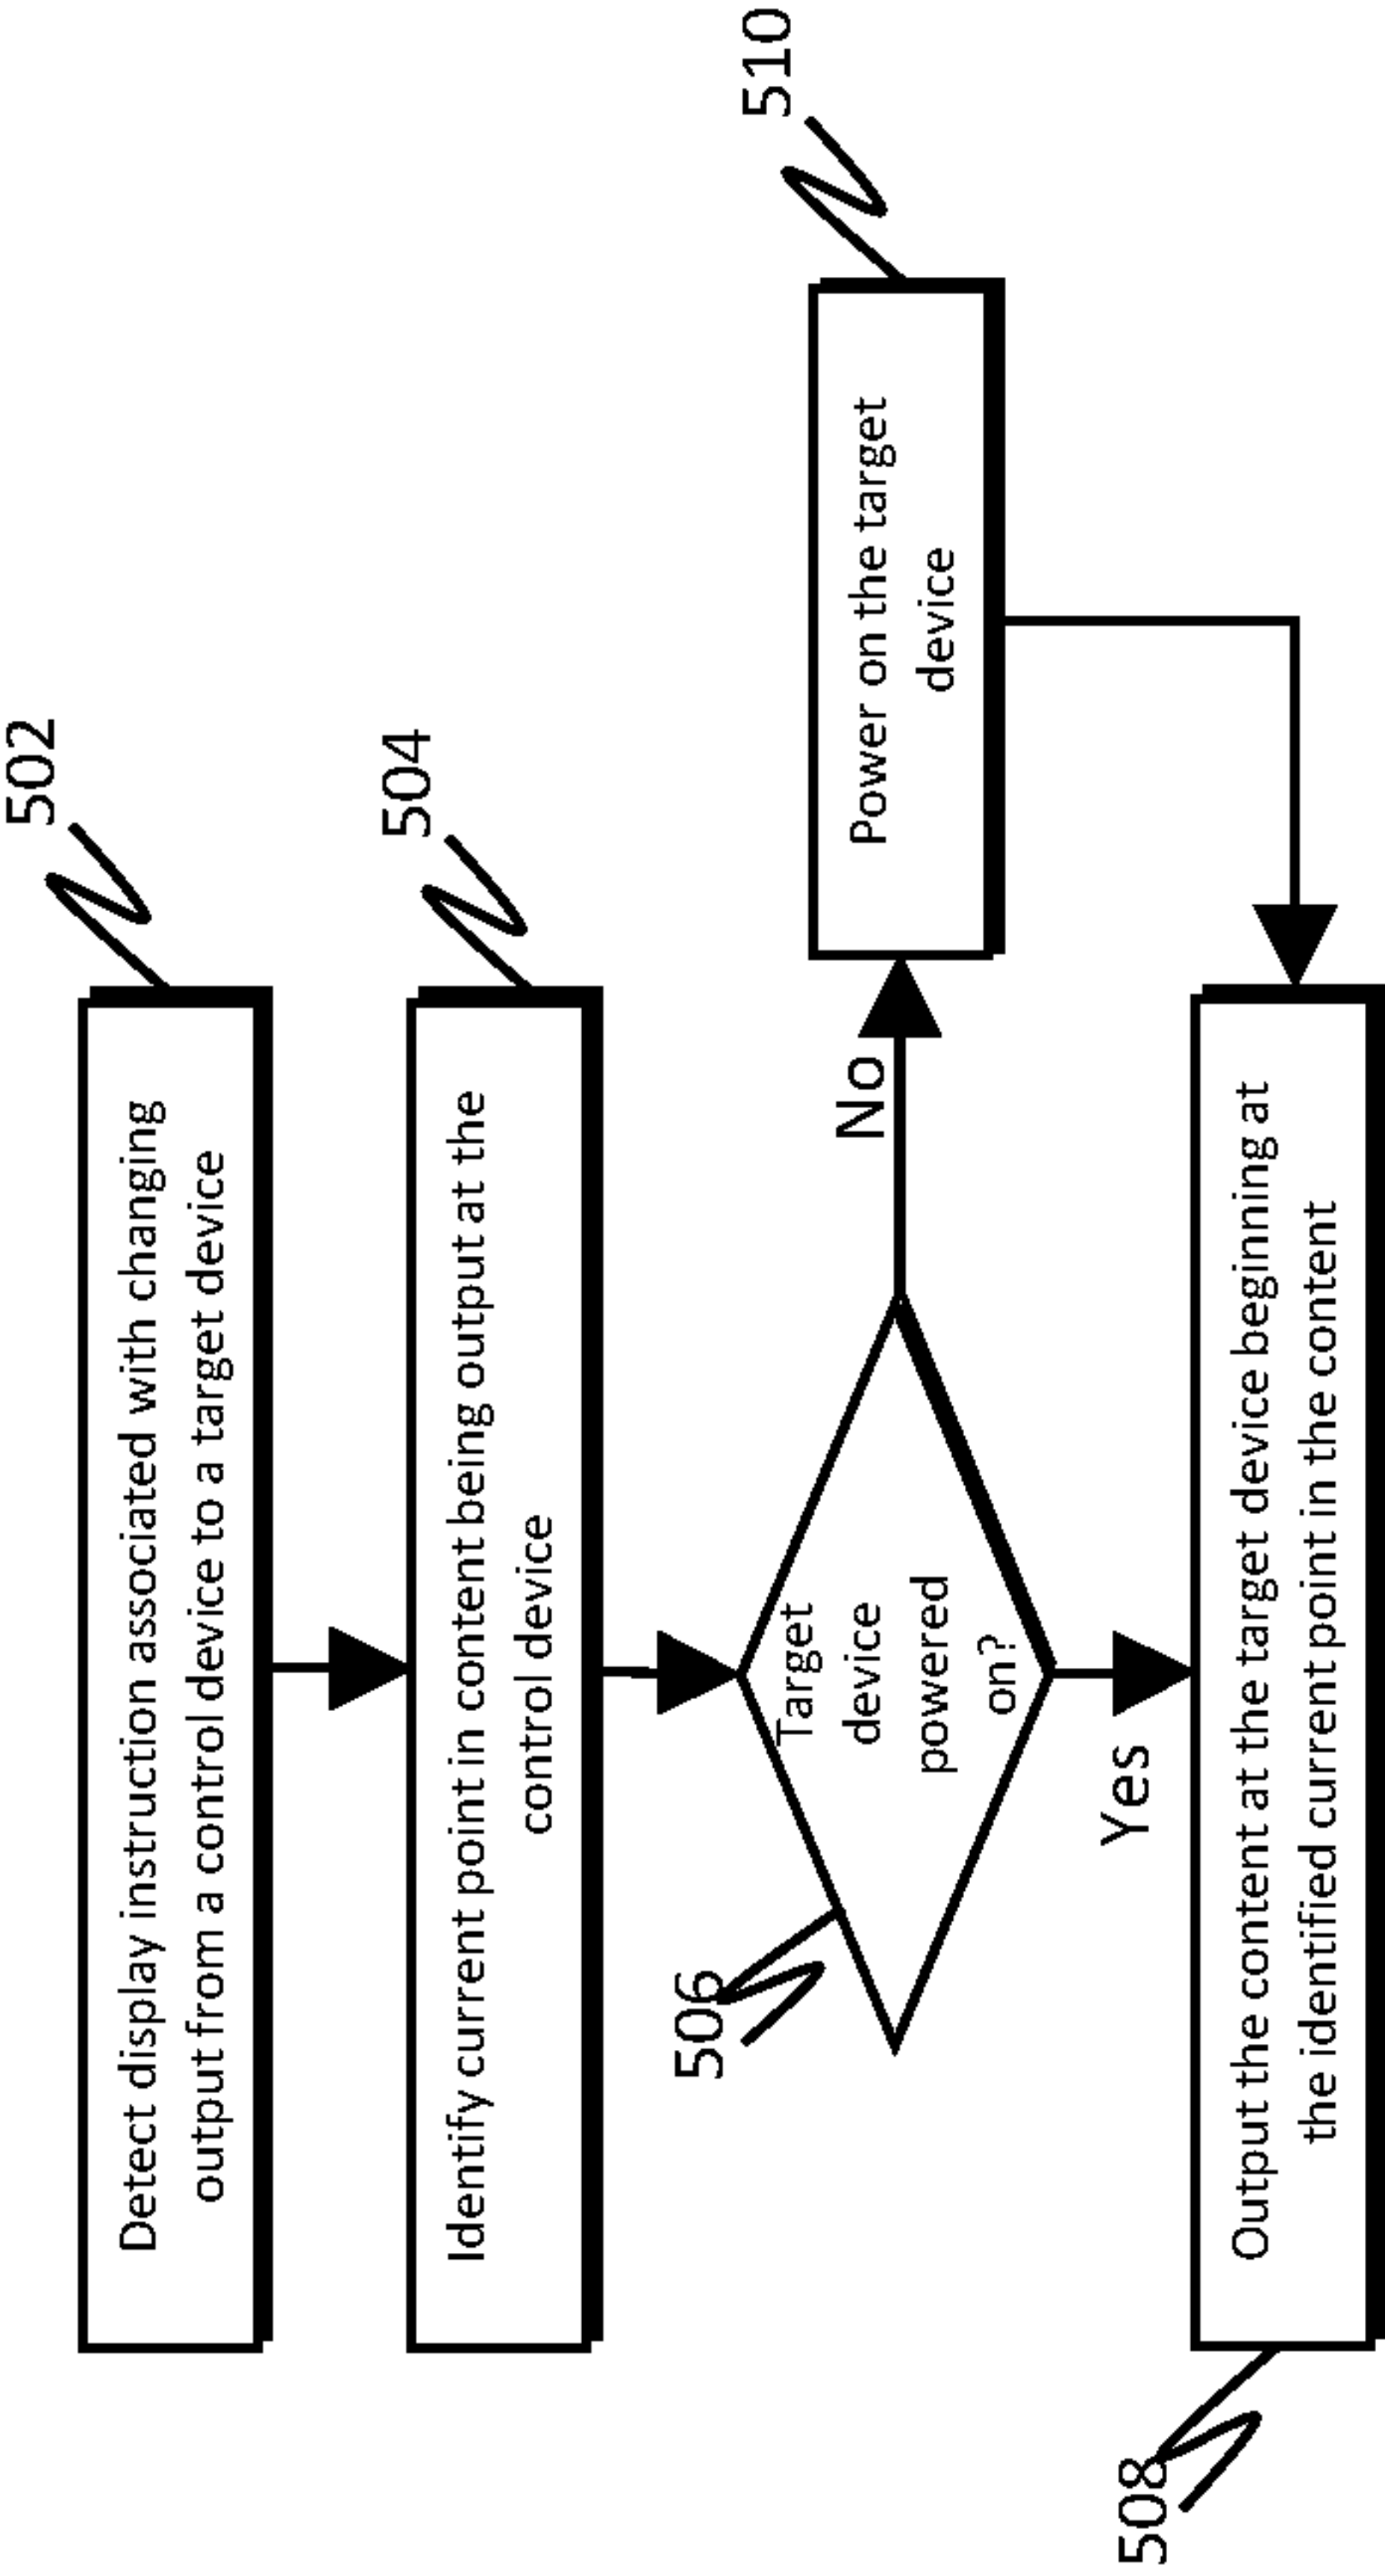 502
Detect display instruction associated with changing
output from a control device to a target device
504
Identify current point in content being output at the
control device
506
Target
device
powered
on?
No
510
Power on the target
device
Yes
508
Output the content at the target device beginning at
the identified current point in the content